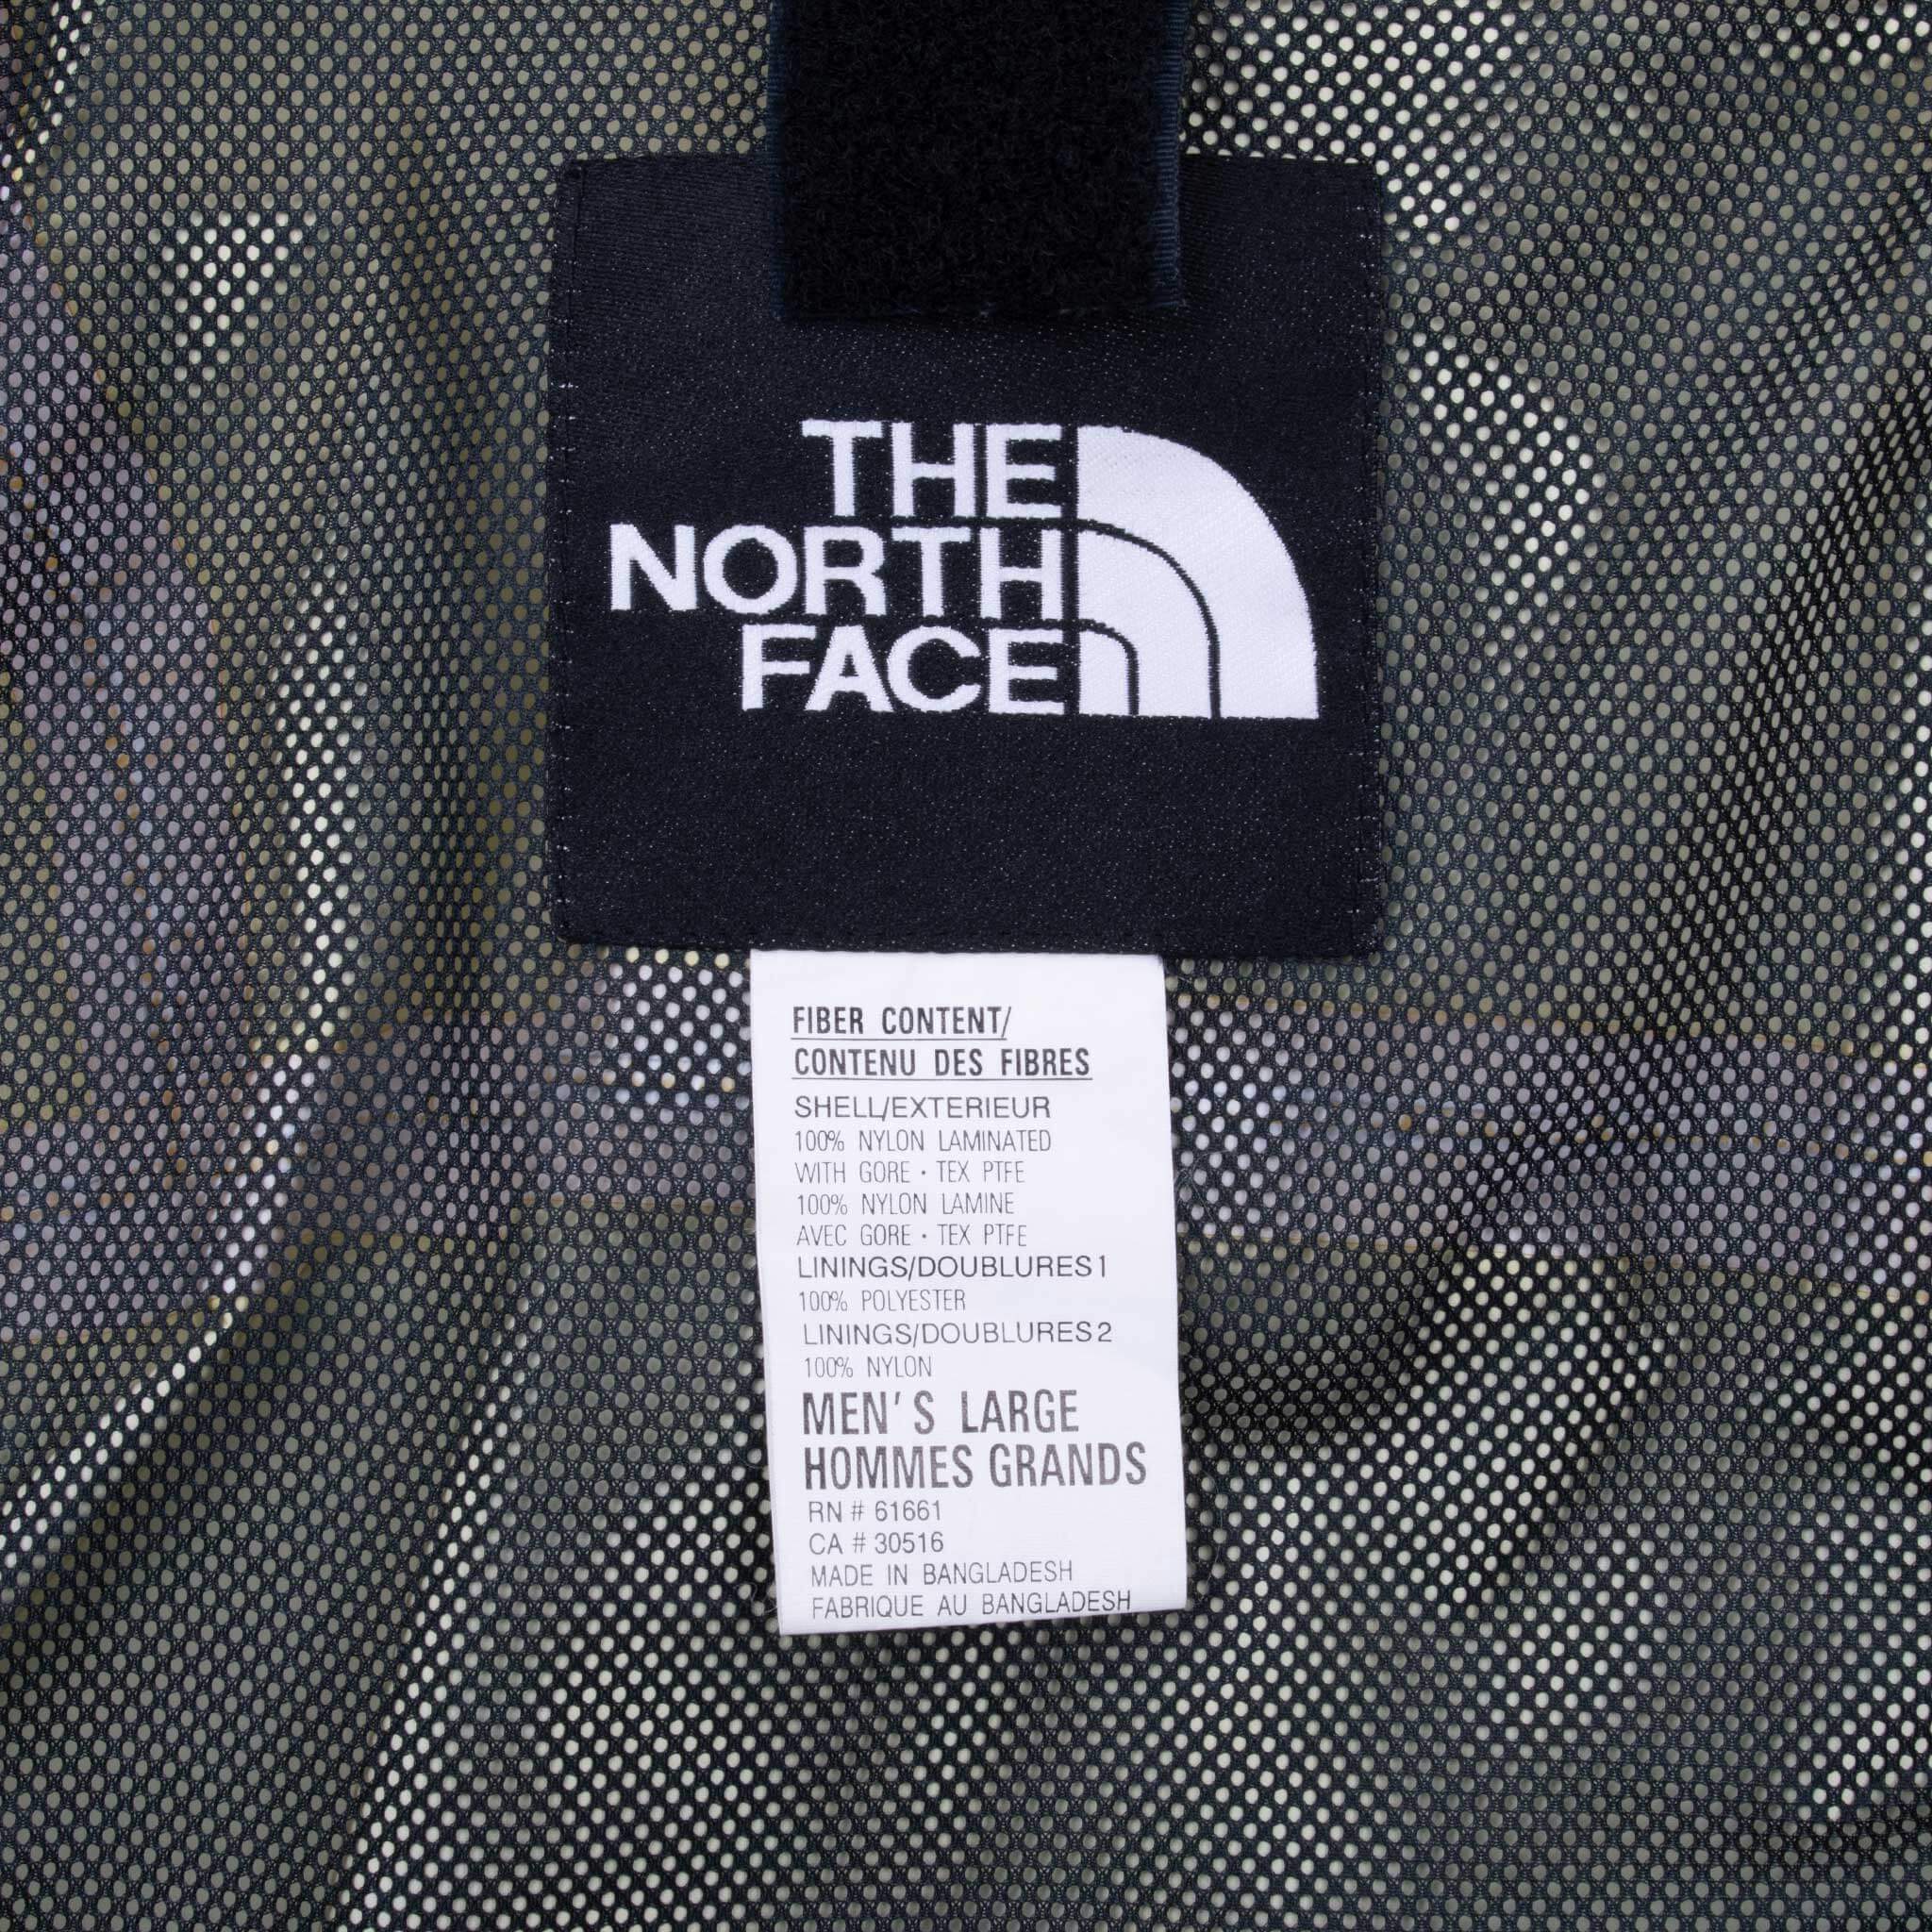 THE
NORTH
FACE
FIBER CONTENT/
CONTENU DES FIBRES
SHELL/EXTERIEUR
100% NYLON LAMINATED
WITH GORE · TEX PTFE
100% NYLON LAMINE
AVEC GORE · TEX PTFE
LININGS/DOUBLURES 1
100% POLYESTER
LININGS/DOUBLURES 2
100% NYLON
MEN'S LARGE
HOMMES GRANDS
RN # 61661
CA # 30516
MADE IN BANGLADESH
FABRIQUE AU BANGLADESH